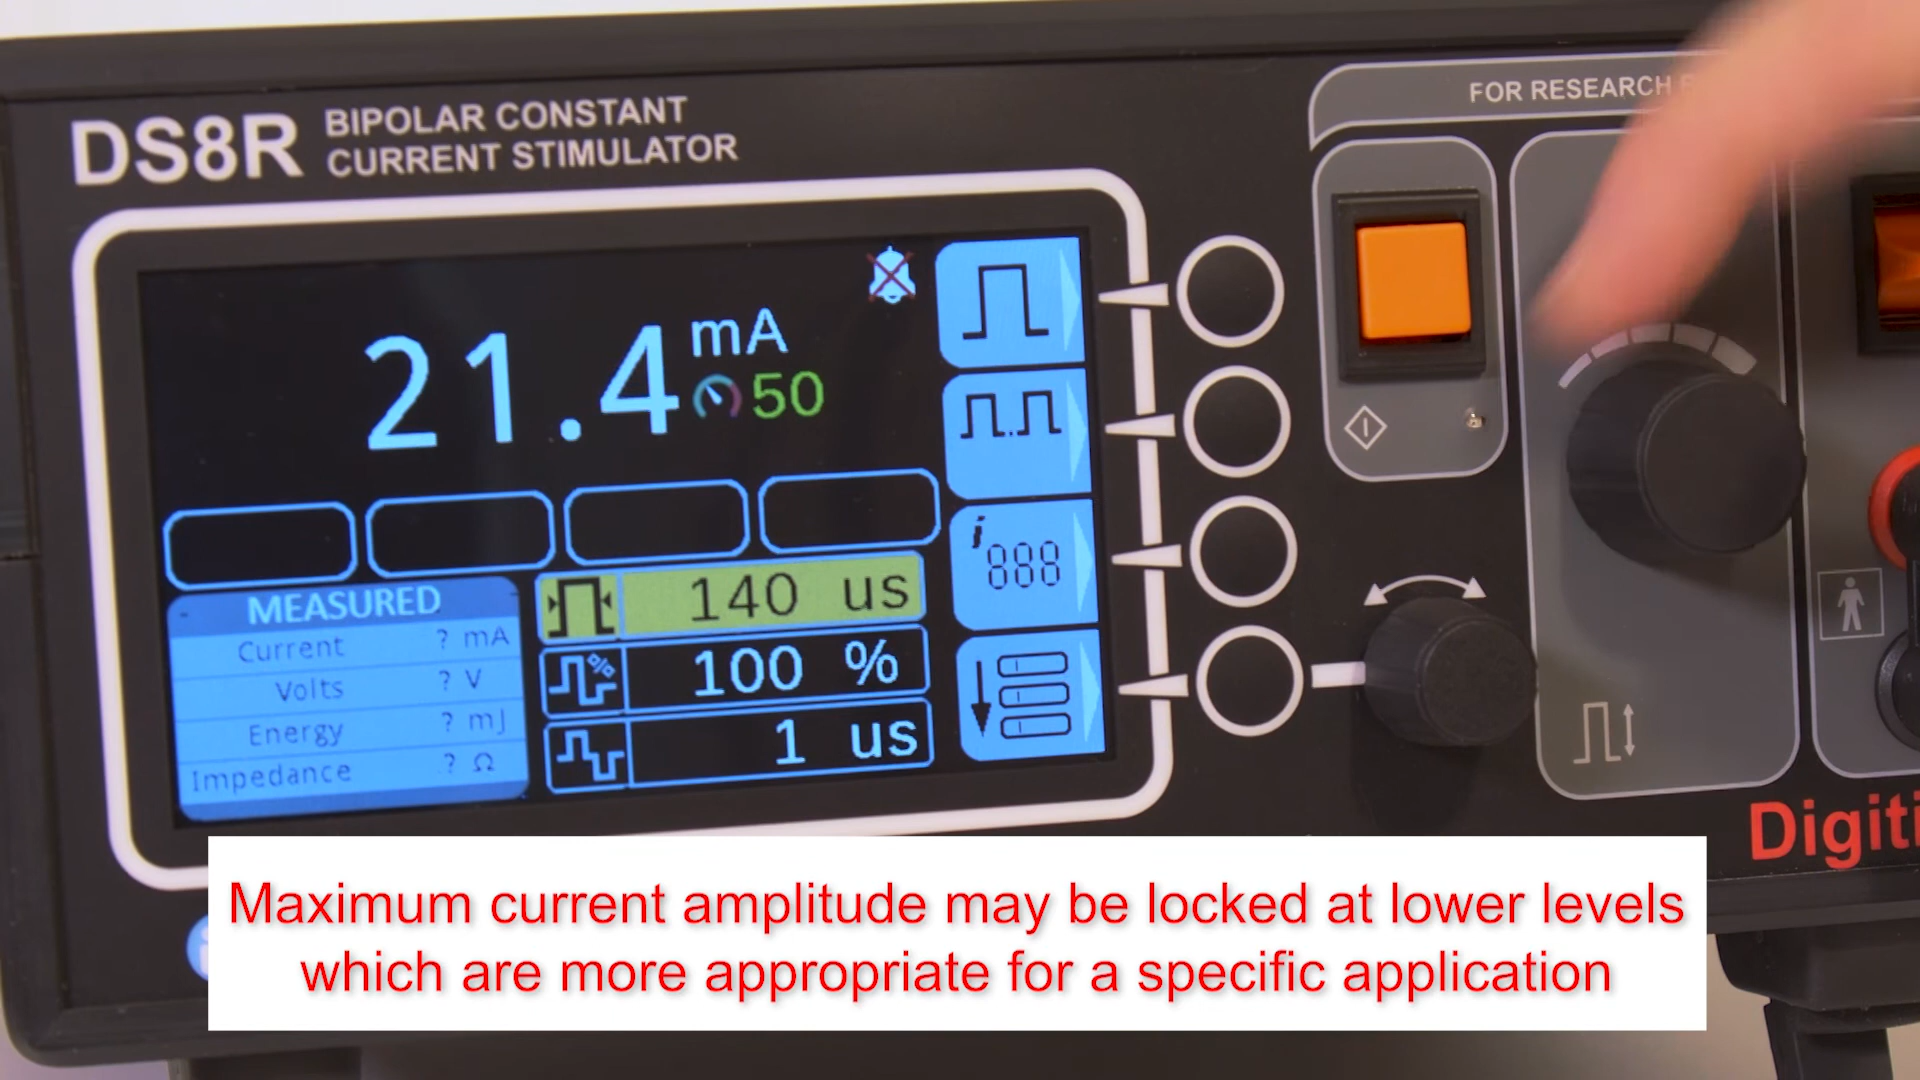 DS8R
BIPOLAR CONSTANT
CURRENT STIMULATOR
FOR RESEARCH
21.4 mA
50
i
888
MEASURED
Current ? mA
Volts ? V
Energy ? mJ
Impedance ? Ω
140 us
100 %
%
1 us
Digiti
Maximum current amplitude may be locked at lower levels
which are more appropriate for a specific application